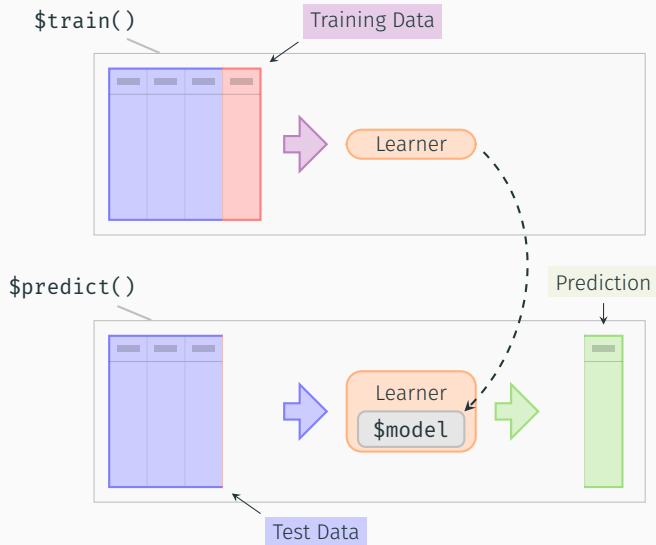 $train()
Training Data
Learner
$predict()
Prediction
Learner
$model
Test Data